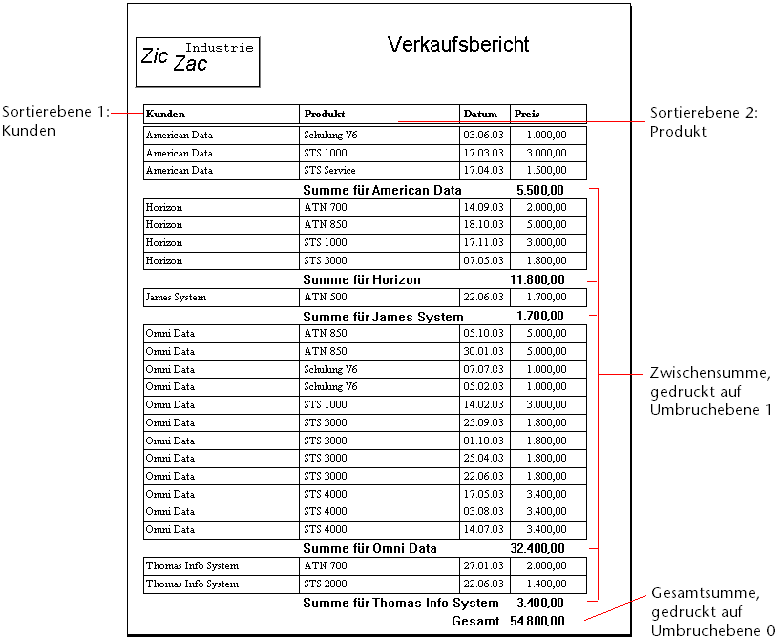 Verkaufsbericht
Zic Zac Industrie
Sortierebene 1:
Kunden
Sortierebene 2:
Produkt
Kunden Produkt Datum Preis
American Data Schulung V6 03.06.03 1.000,00
American Data STS 1000 17.03.03 3.000,00
American Data STS Service 17.04.03 1.500,00
Summe für American Data 5.500,00
Horizon ATN 700 14.09.03 2.000,00
Horizon ATN 850 18.10.03 5.000,00
Horizon STS 1000 17.11.03 3.000,00
Horizon STS 3000 07.05.03 1.800,00
Summe für Horizon 11.800,00
James System ATN 500 22.06.03 1.700,00
Summe für James System 1.700,00
Omni Data ATN 850 05.10.03 5.000,00
Omni Data ATN 850 30.01.03 5.000,00
Omni Data Schulung V6 07.07.03 1.000,00
Omni Data Schulung V6 05.02.03 1.000,00
Omni Data STS 1000 14.02.03 3.000,00
Omni Data STS 3000 23.09.03 1.800,00
Omni Data STS 3000 01.10.03 1.800,00
Omni Data STS 3000 25.04.03 1.800,00
Omni Data STS 3000 22.06.03 1.800,00
Omni Data STS 4000 17.05.03 3.400,00
Omni Data STS 4000 03.08.03 3.400,00
Omni Data STS 4000 14.07.03 3.400,00
Summe für Omni Data 32.400,00
Thomas Info System ATN 700 27.01.03 2.000,00
Thomas Info System STS 2000 22.06.03 1.400,00
Summe für Thomas Info System 3.400,00
Gesamt 54.800,00
Zwischensumme,
gedruckt auf
Umbruchebene 1
Gesamtsumme,
gedruckt auf
Umbruchebene 0